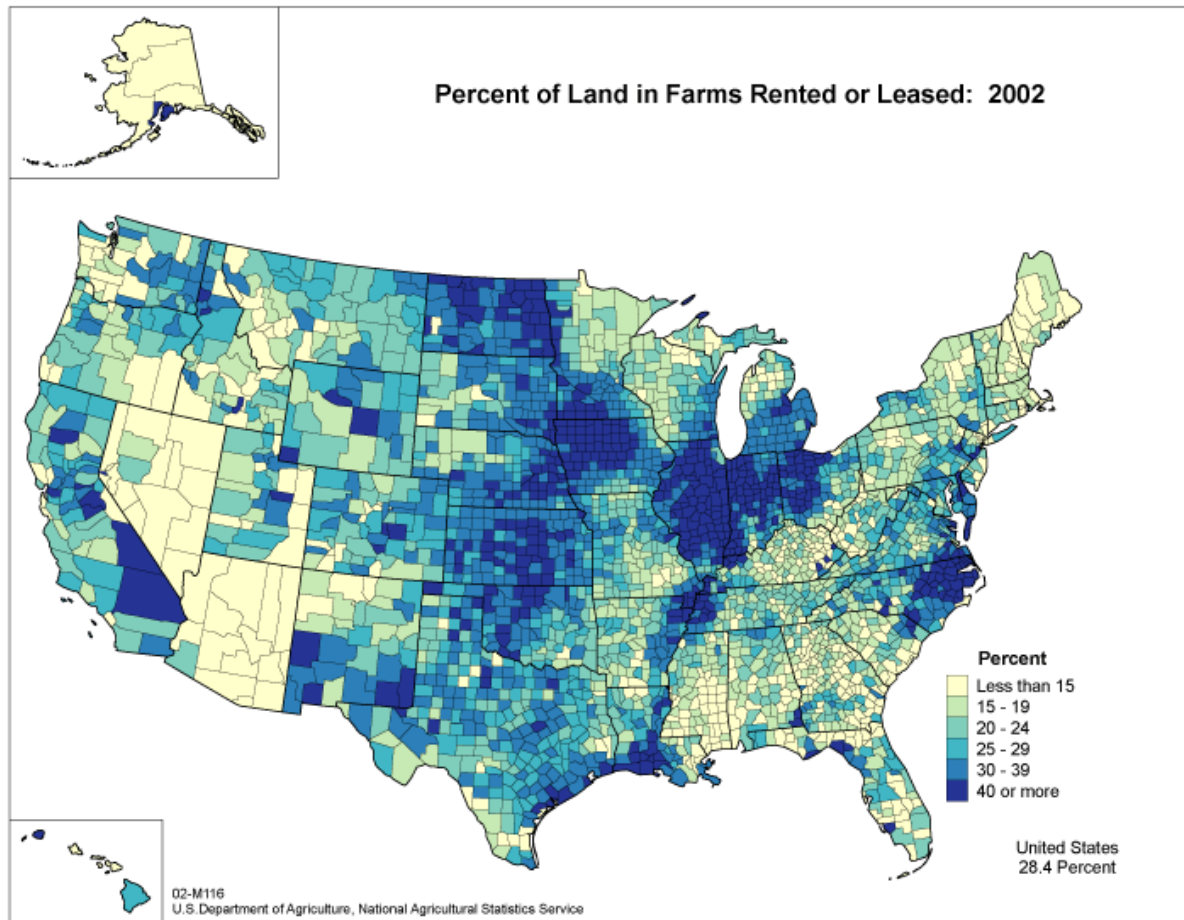 Percent of Land in Farms Rented or Leased: 2002
Percent
Less than 15
15 - 19
20 - 24
25 - 29
30 - 39
40 or more
United States
28.4 Percent
02-M116
U.S.Department of Agriculture, National Agricultural Statistics Service